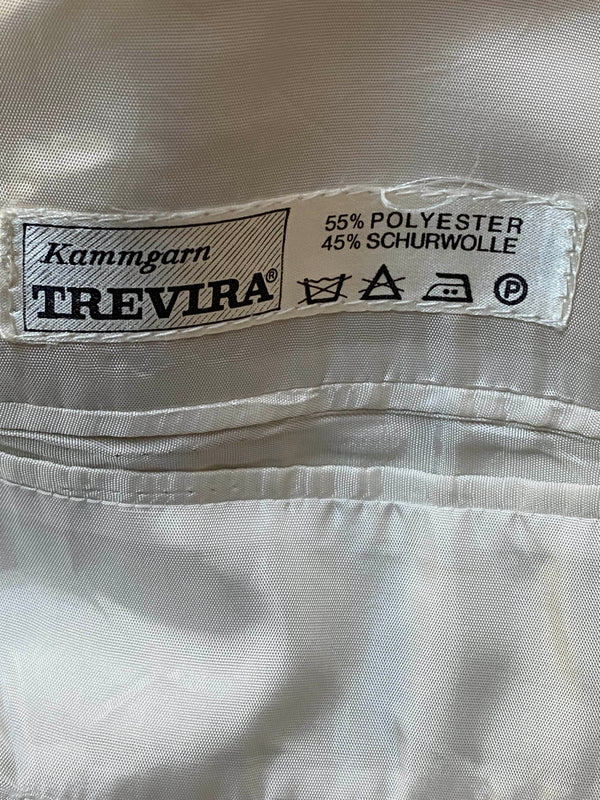 Kammgarn
TREVIRA®
55% POLYESTER
45% SCHURWOLLE
P